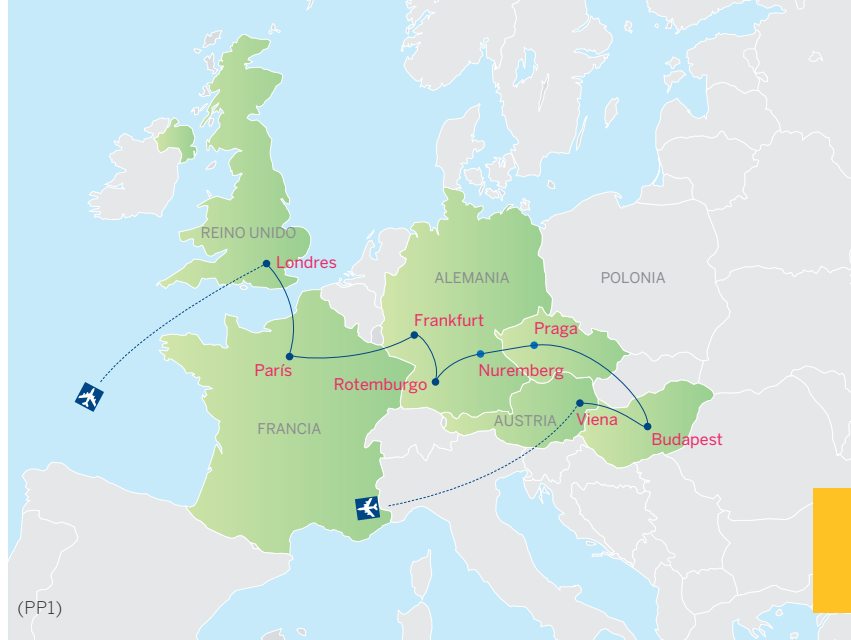 REINO UNIDO
Londres
ALEMANIA
POLONIA
Frankfurt
Praga
París
Rotemburgo
Nuremberg
FRANCIA
AUSTRIA
Viena
Budapest
(PP1)